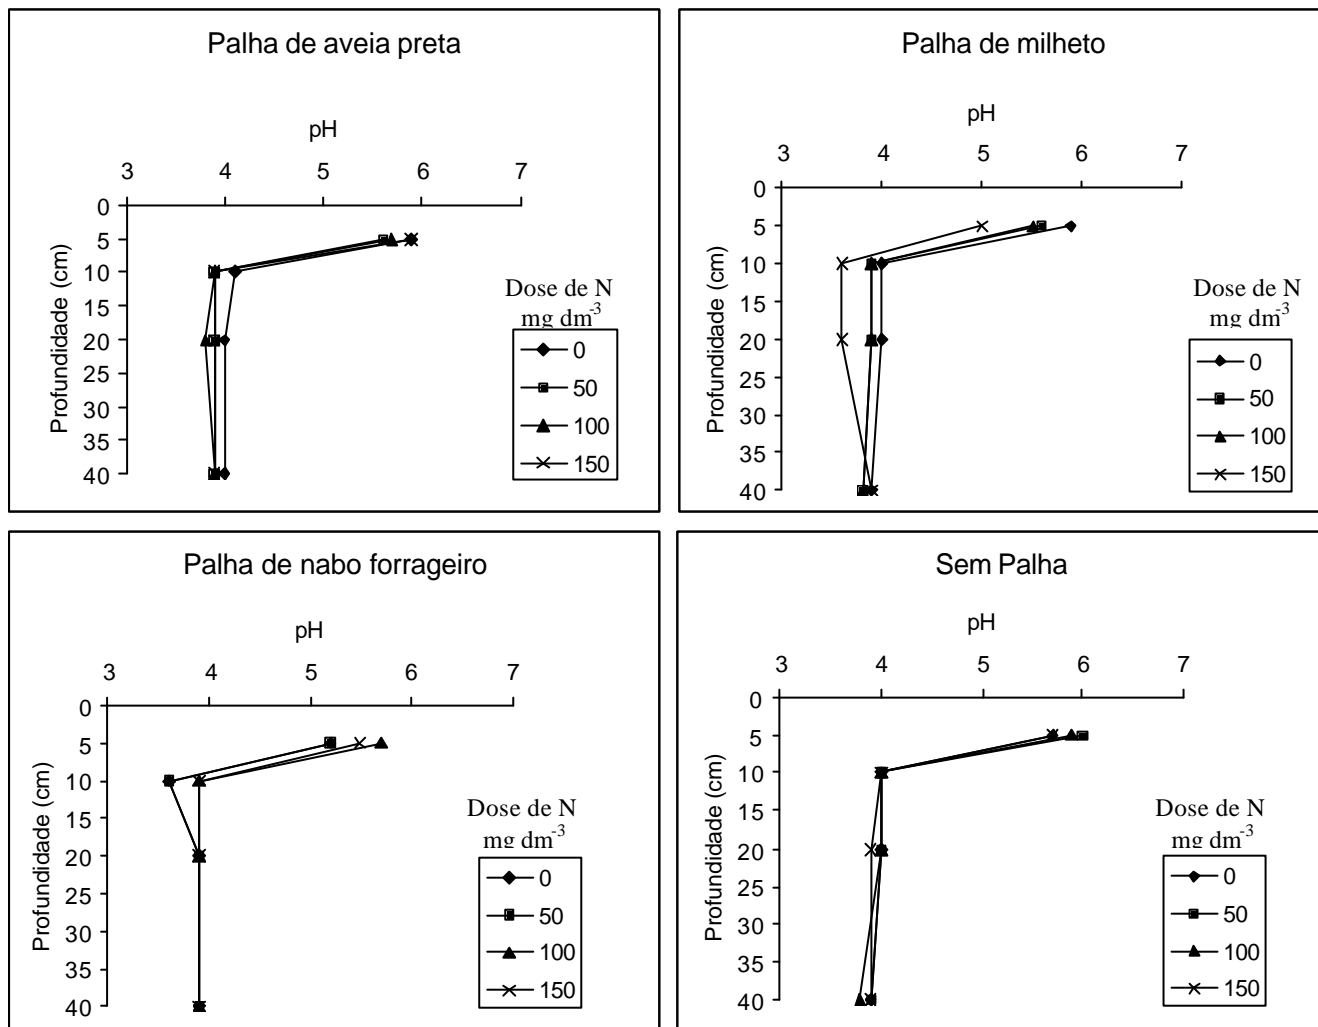 Palha de aveia preta
pH
3 4 5 6 7
0
5
10
15
20
25
30
35
40
Profundidade (cm)
Dose de N
mg dm-3
0
50
100
150
Palha de milheto
pH
3 4 5 6 7
0
5
10
15
20
25
30
35
40
Profundidade (cm)
Dose de N
mg dm-3
0
50
100
150
Palha de nabo forrageiro
pH
3 4 5 6 7
0
5
10
15
20
25
30
35
40
Profundidade (cm)
Dose de N
mg dm-3
0
50
100
150
Sem Palha
pH
3 4 5 6 7
0
5
10
15
20
25
30
35
40
Profundidade (cm)
Dose de N
mg dm-3
0
50
100
150